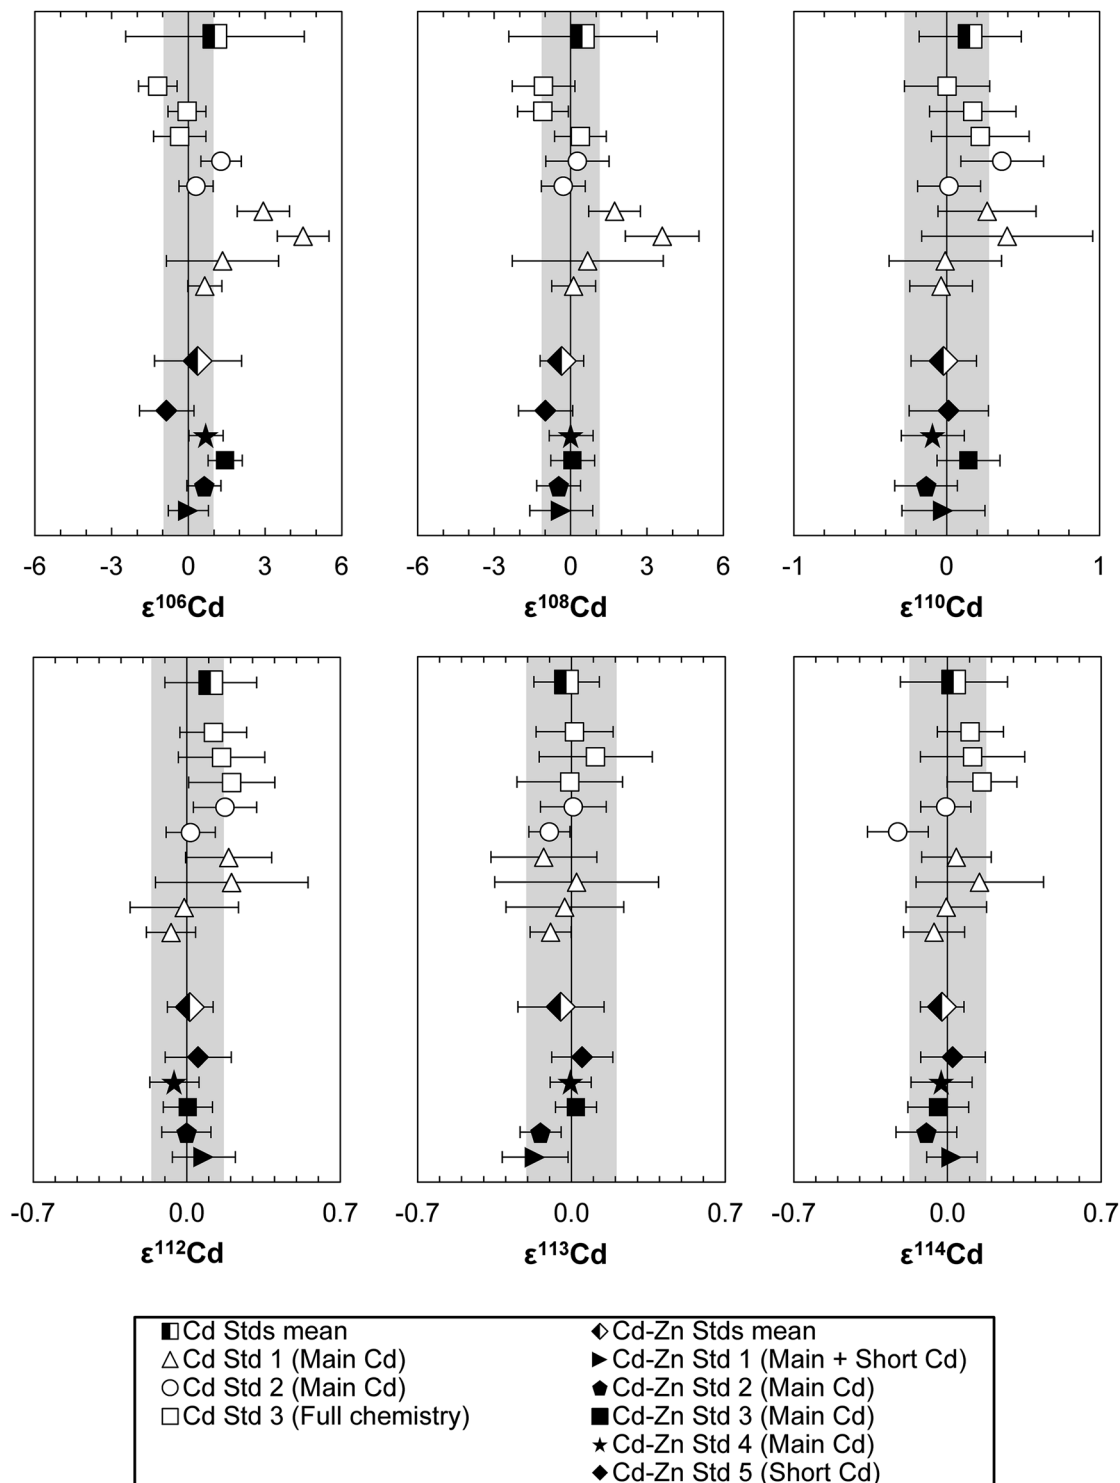 -6 -3 0 3 6
ε¹⁰⁶Cd
-6 -3 0 3 6
ε¹⁰⁸Cd
-1 0 1
ε¹¹⁰Cd
-0.7 0.0 0.7
ε¹¹²Cd
-0.7 0.0 0.7
ε¹¹³Cd
-0.7 0.0 0.7
ε¹¹⁴Cd
Cd Stds mean
Cd Std 1 (Main Cd)
Cd Std 2 (Main Cd)
Cd Std 3 (Full chemistry)
Cd-Zn Stds mean
Cd-Zn Std 1 (Main + Short Cd)
Cd-Zn Std 2 (Main Cd)
Cd-Zn Std 3 (Main Cd)
Cd-Zn Std 4 (Main Cd)
Cd-Zn Std 5 (Short Cd)